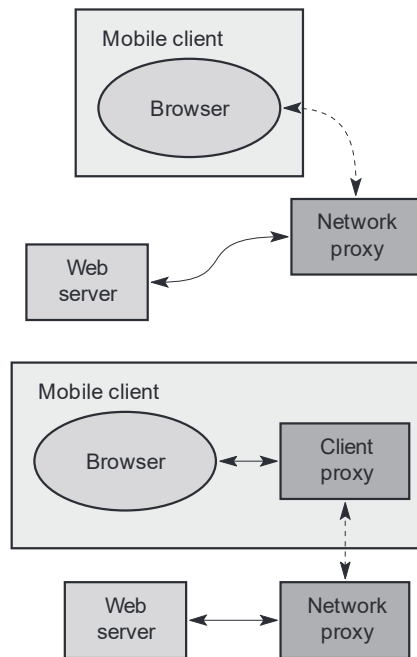 Mobile client
Browser
Network
proxy
Web
server
Mobile client
Browser
Client
proxy
Web
server
Network
proxy